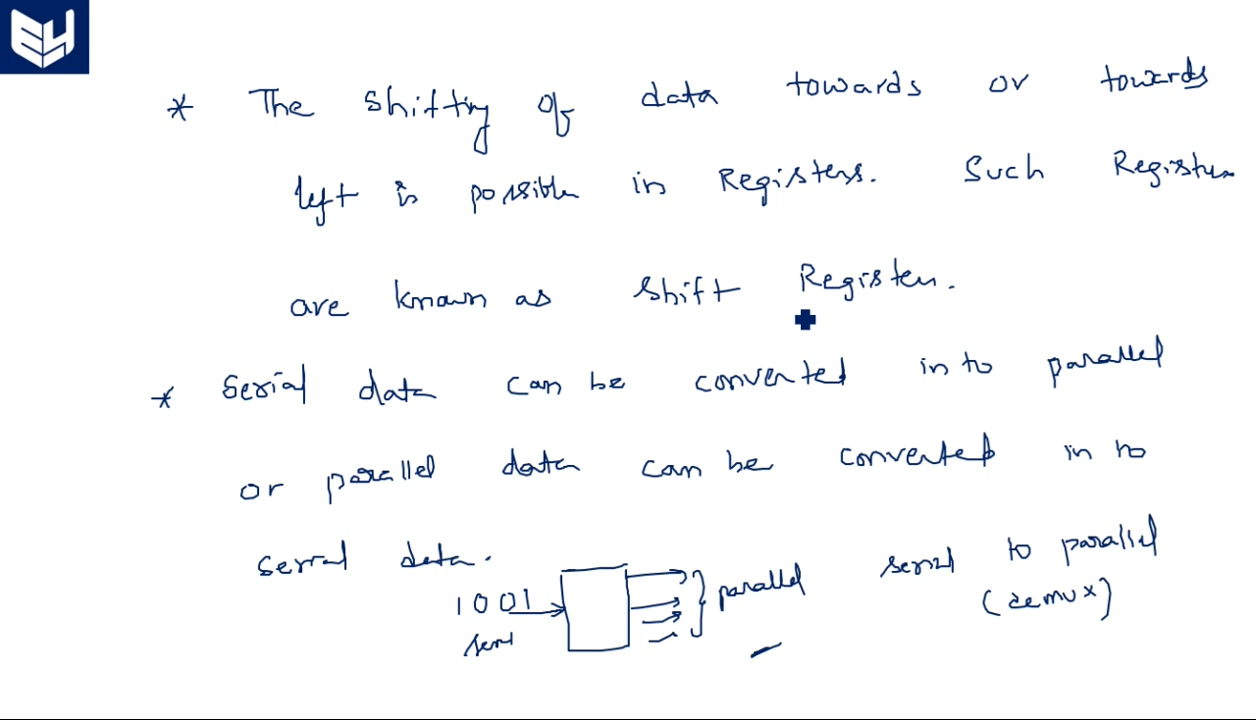 * The shifting of data towards or towards
left is possible in Registers. Such Registers
are known as shift Registers.
* Serial data can be converted in to parallel
or parallel data can be converted in to
serial data.
serial to parallel
(demux)
1001
serial
parallel